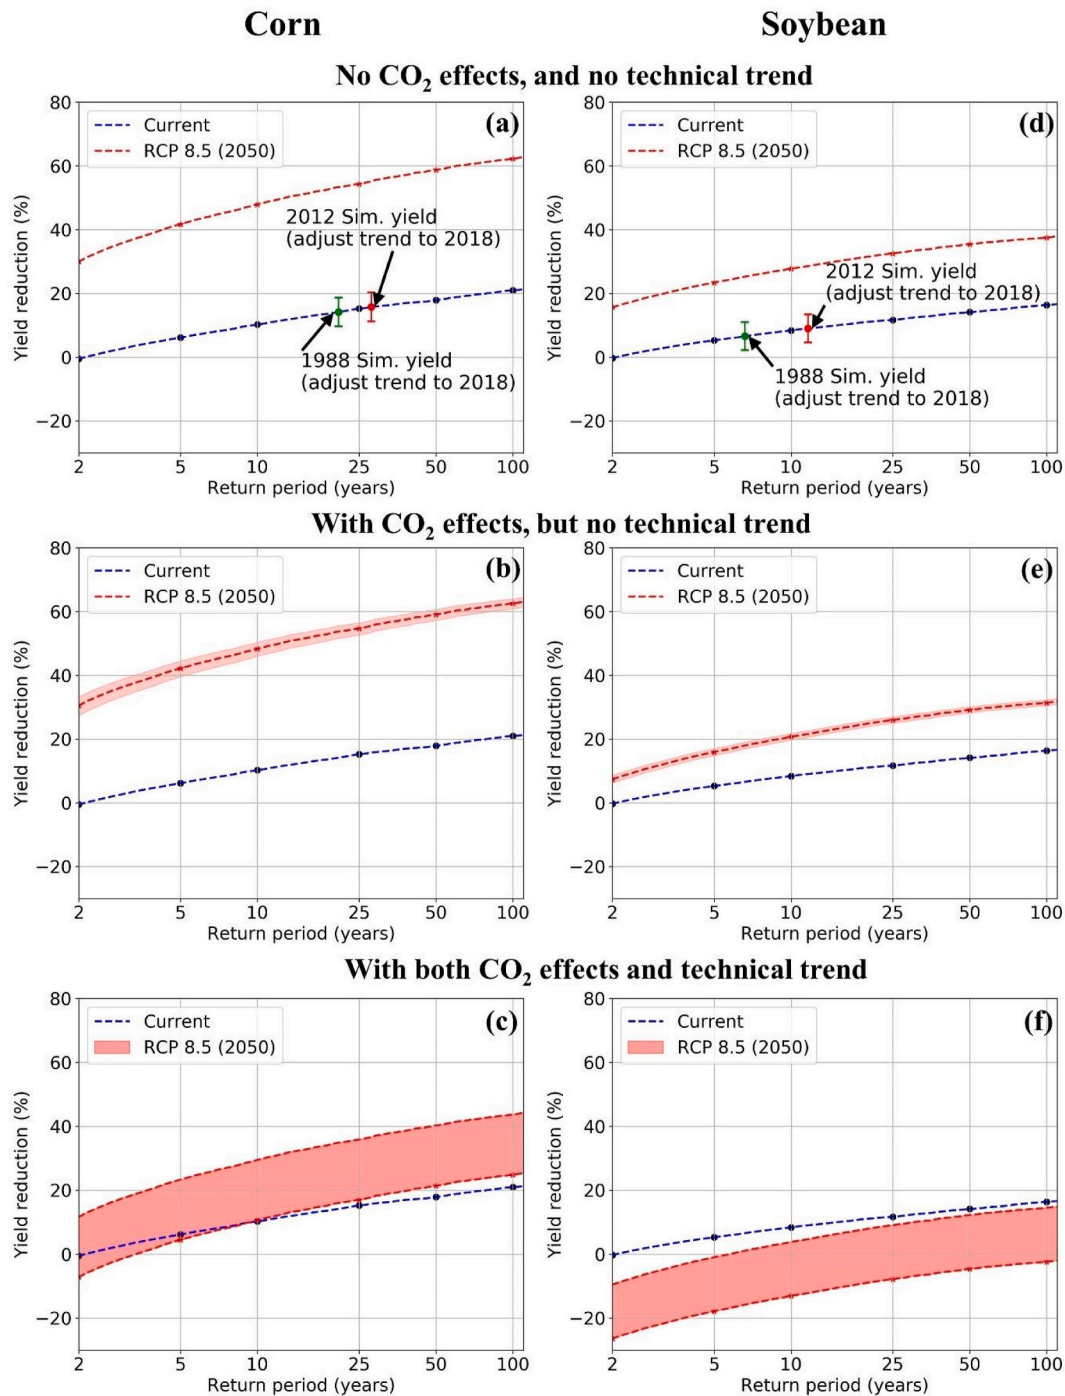 Corn
Soybean
No CO₂ effects, and no technical trend
(a)
Current
RCP 8.5 (2050)
80
60
40
20
0
−20
Yield reduction (%)
2012 Sim. yield
(adjust trend to 2018)
1988 Sim. yield
(adjust trend to 2018)
2 5 10 25 50 100
Return period (years)
(d)
Current
RCP 8.5 (2050)
80
60
40
20
0
−20
Yield reduction (%)
2012 Sim. yield
(adjust trend to 2018)
1988 Sim. yield
(adjust trend to 2018)
2 5 10 25 50 100
Return period (years)
With CO₂ effects, but no technical trend
(b)
Current
RCP 8.5 (2050)
80
60
40
20
0
−20
Yield reduction (%)
2 5 10 25 50 100
Return period (years)
(e)
Current
RCP 8.5 (2050)
80
60
40
20
0
−20
Yield reduction (%)
2 5 10 25 50 100
Return period (years)
With both CO₂ effects and technical trend
(c)
Current
RCP 8.5 (2050)
80
60
40
20
0
−20
Yield reduction (%)
2 5 10 25 50 100
Return period (years)
(f)
Current
RCP 8.5 (2050)
80
60
40
20
0
−20
Yield reduction (%)
2 5 10 25 50 100
Return period (years)